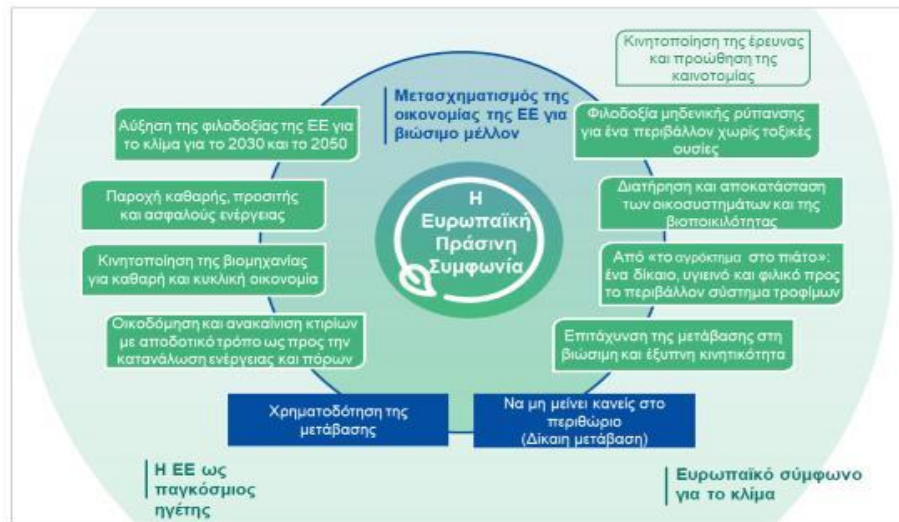 Κινητοποίηση της έρευνας
και προώθηση της
καινοτομίας
Μετασχηματισμός της
οικονομίας της ΕΕ για
βιώσιμο μέλλον
Αύξηση της φιλοδοξίας της ΕΕ για
το κλίμα για το 2030 και το 2050
Φιλοδοξία μηδενικής ρύπανσης
για ένα περιβάλλον χωρίς τοξικές
ουσίες
Παροχή καθαρής, προσιτής
και ασφαλούς ενέργειας
Η
Ευρωπαϊκή
Πράσινη
Συμφωνία
Διατήρηση και αποκατάσταση
των οικοσυστημάτων και της
βιοποικιλότητας
Κινητοποίηση της βιομηχανίας
για καθαρή και κυκλική οικονομία
Από «το αγρόκτημα στο πιάτο»:
ένα δίκαιο, υγιεινό και φιλικό προς
το περιβάλλον σύστημα τροφίμων
Οικοδόμηση και ανακαίνιση κτιρίων
με αποδοτικό τρόπο ως προς την
κατανάλωση ενέργειας και πόρων
Επιτάχυνση της μετάβασης στη
βιώσιμη και έξυπνη κινητικότητα
Χρηματοδότηση της
μετάβασης
Να μη μείνει κανείς στο
περιθώριο
(Δίκαιη μετάβαση)
Η ΕΕ ως
παγκόσμιος
ηγέτης
Ευρωπαϊκό σύμφωνο
για το κλίμα